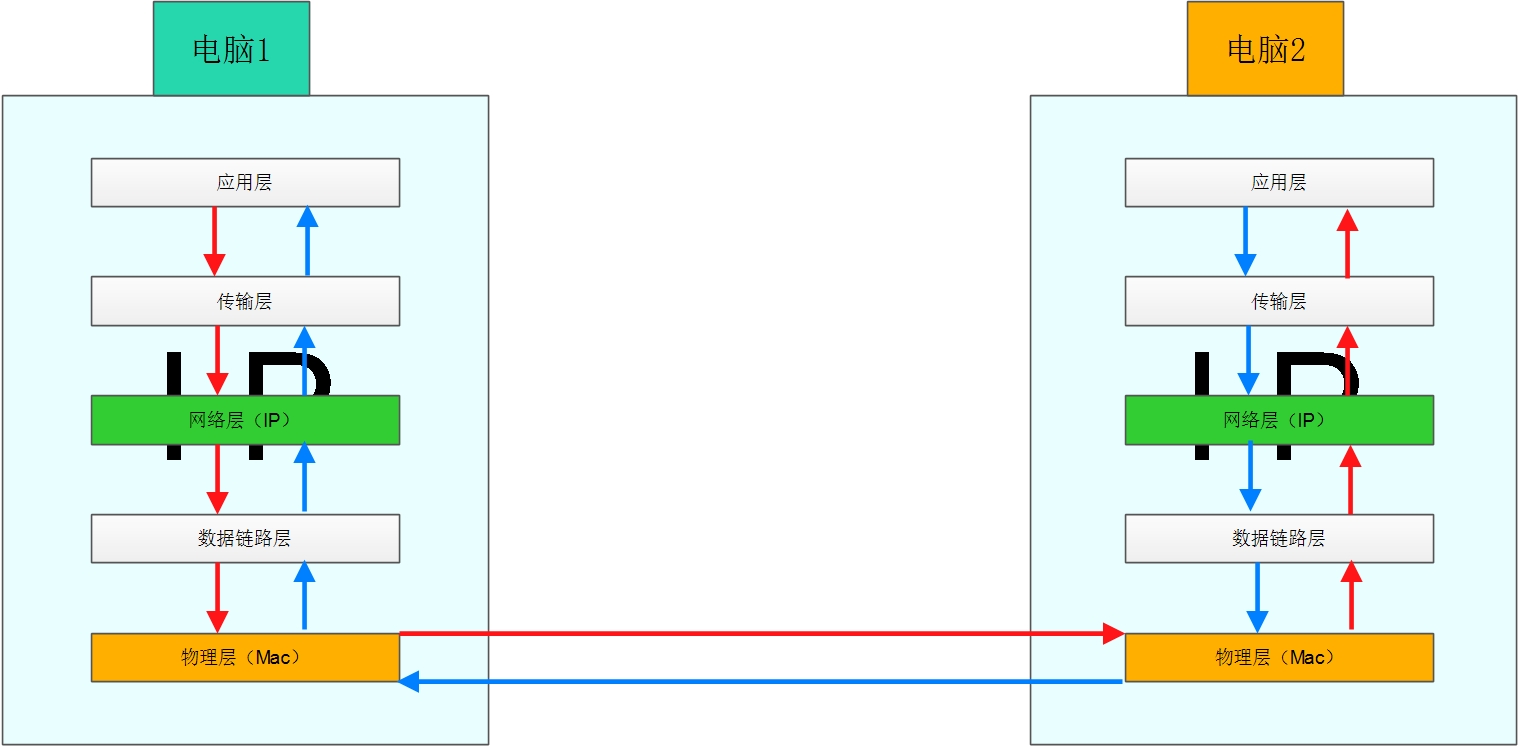 电脑1
应用层
传输层
IP
网络层（IP）
数据链路层
物理层（Mac）
电脑2
应用层
传输层
IP
网络层（IP）
数据链路层
物理层（Mac）